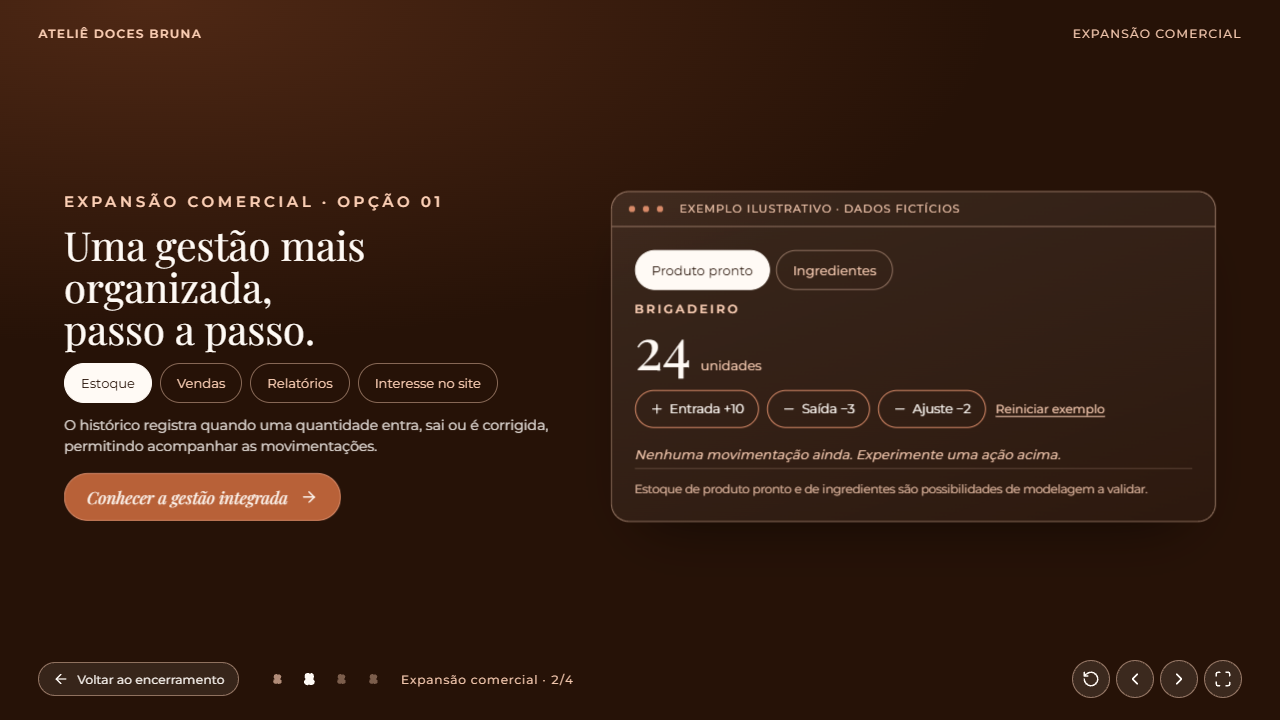 ATELIÊ DOCES BRUNA
EXPANSÃO COMERCIAL
EXPANSÃO COMERCIAL · OPÇÃO 01
Uma gestão mais
organizada,
passo a passo.
Estoque
Vendas
Relatórios
Interesse no site
O histórico registra quando uma quantidade entra, sai ou é corrigida,
permitindo acompanhar as movimentações.
Conhecer a gestão integrada →
EXEMPLO ILUSTRATIVO · DADOS FICTÍCIOS
Produto pronto
Ingredientes
BRIGADEIRO
24 unidades
+ Entrada +10
− Saída −3
− Ajuste −2
Reiniciar exemplo
Nenhuma movimentação ainda. Experimente uma ação acima.
Estoque de produto pronto e de ingredientes são possibilidades de modelagem a validar.
← Voltar ao encerramento
Expansão comercial · 2/4